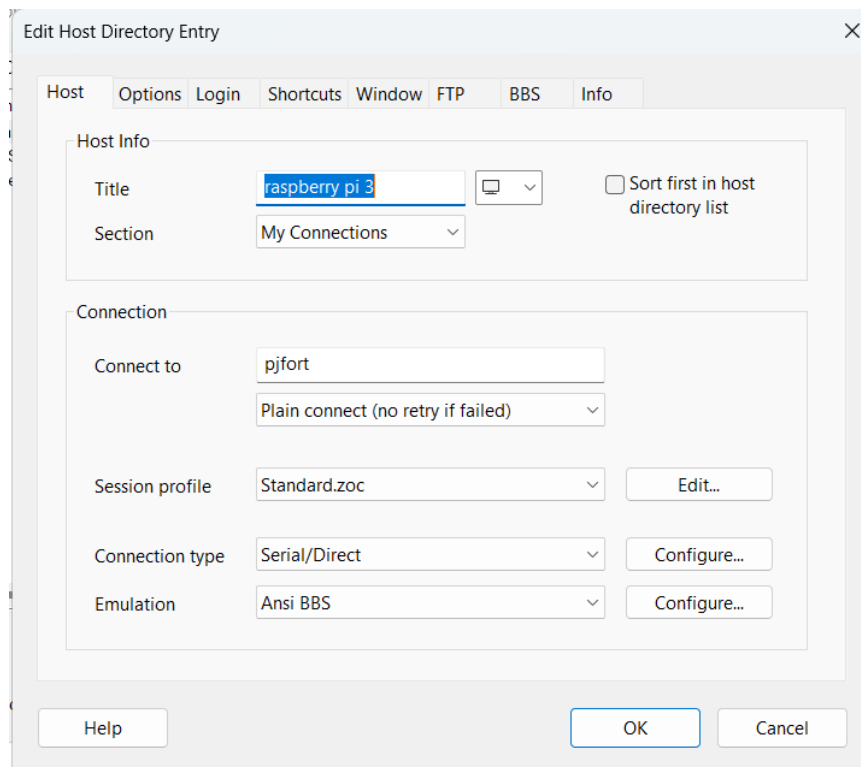 Edit Host Directory Entry
Host Options Login Shortcuts Window FTP BBS Info
Host Info
Title raspberry pi 3 Sort first in host
directory list
Section My Connections
Connection
Connect to pjfort
Plain connect (no retry if failed)
Session profile Standard.zoc Edit...
Connection type Serial/Direct Configure...
Emulation Ansi BBS Configure...
Help OK Cancel